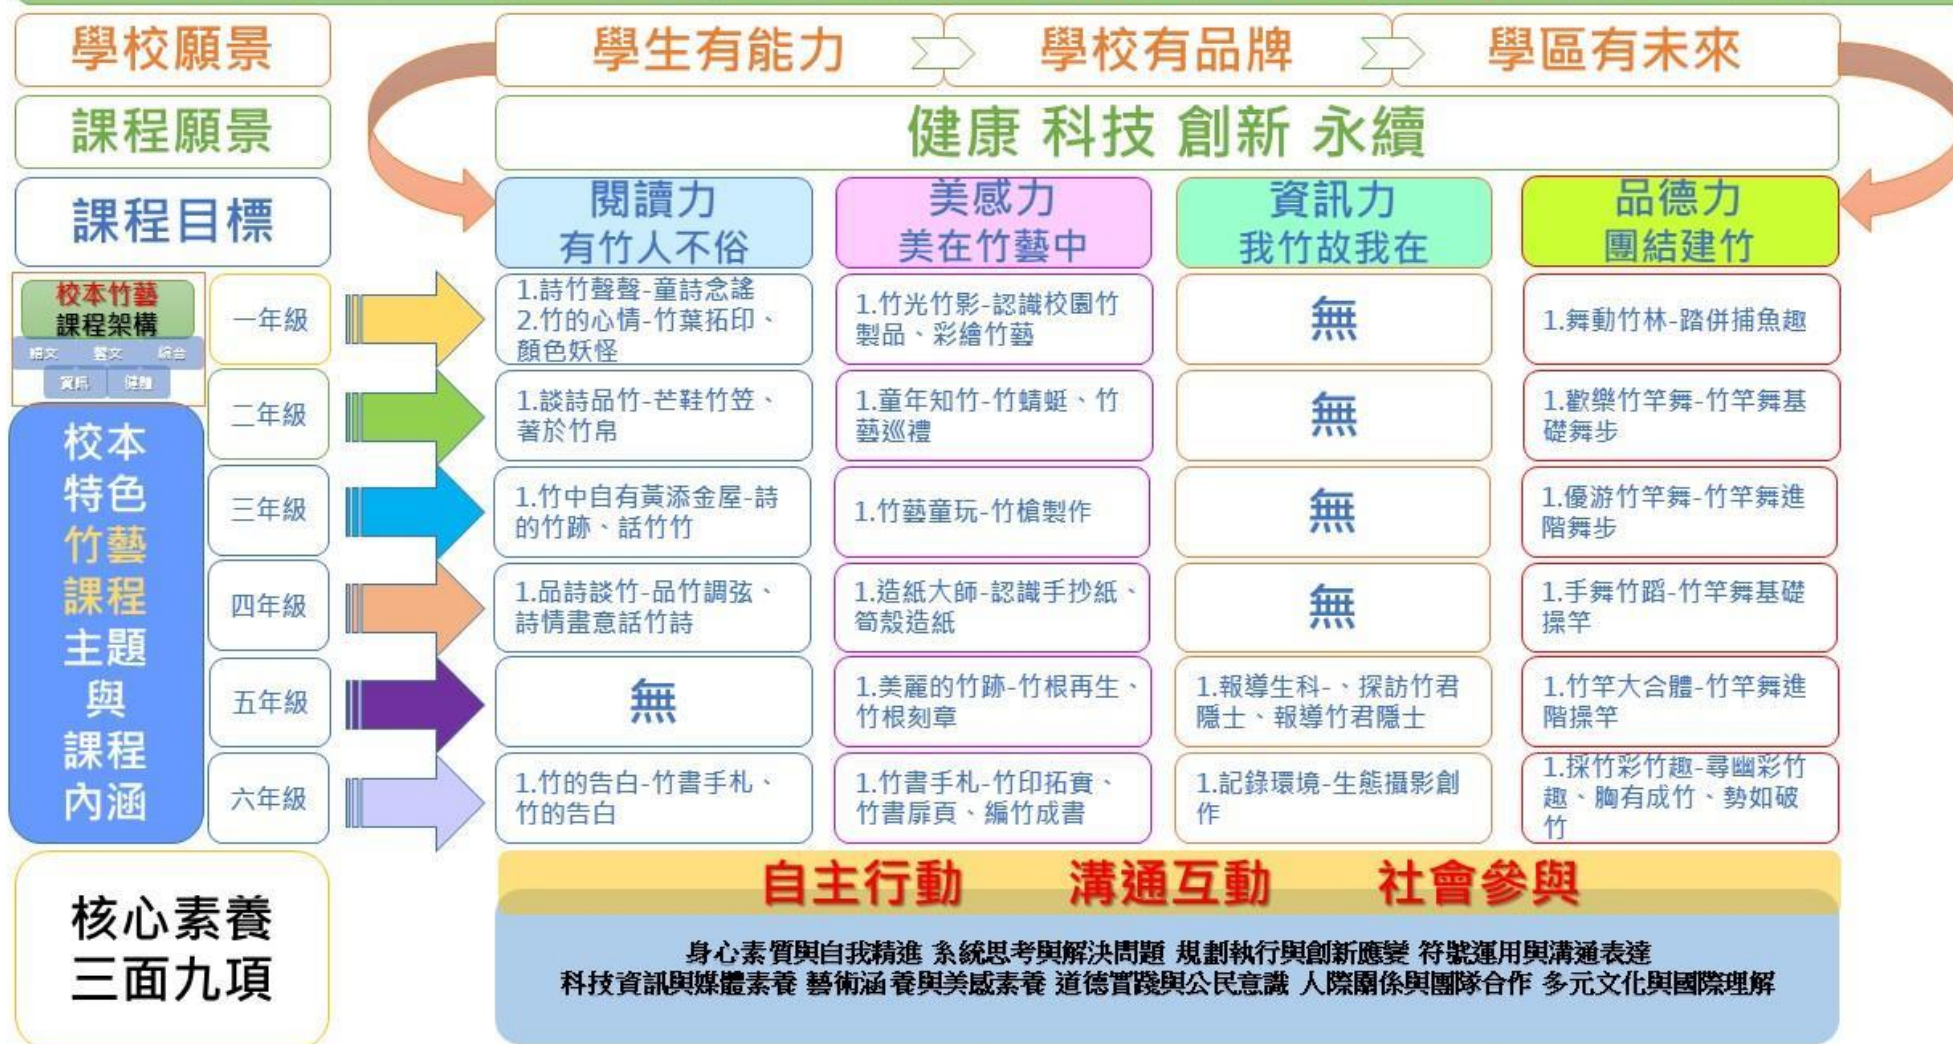 學校願景
學生有能力
學校有品牌
學區有未來
課程願景
健康 科技 創新 永續
課程目標
閱讀力
有竹人不俗
美感力
美在竹藝中
資訊力
我竹故我在
品德力
團結建竹
校本竹藝
課程架構
語文 藝文 綜合
資訊 健體
校本
特色
竹藝
課程
主題
與
課程
內涵
一年級
1.詩竹聲聲-童詩念謠
2.竹的心情-竹葉拓印、
顏色妖怪
1.竹光竹影-認識校園竹
製品、彩繪竹藝
無
1.舞動竹林-踏併捕魚趣
二年級
1.談詩品竹-芒鞋竹笠、
著於竹帛
1.童年知竹-竹蜻蜓、竹
藝巡禮
無
1.歡樂竹竿舞-竹竿舞基
礎舞步
三年級
1.竹中自有黃添金屋-詩
的竹跡、話竹竹
1.竹藝童玩-竹槍製作
無
1.優游竹竿舞-竹竿舞進
階舞步
四年級
1.品詩談竹-品竹調弦、
詩情畫意話竹詩
1.造紙大師-認識手抄紙、
筍殼造紙
無
1.手舞竹蹈-竹竿舞基礎
操竿
五年級
無
1.美麗的竹跡-竹根再生、
竹根刻章
1.報導生科-、探訪竹君
隱士、報導竹君隱士
1.竹竿大合體-竹竿舞進
階操竿
六年級
1.竹的告白-竹書手札、
竹的告白
1.竹書手札-竹印拓實、
竹書扉頁、編竹成書
1.記錄環境-生態攝影創
作
1.採竹彩竹趣-尋幽彩竹
趣、胸有成竹、勢如破
竹
核心素養
三面九項
自主行動 溝通互動 社會參與
身心素質與自我精進 系統思考與解決問題 規劃執行與創新應變 符號運用與溝通表達
科技資訊與媒體素養 藝術涵養與美感素養 道德實踐與公民意識 人際關係與團隊合作 多元文化與國際理解